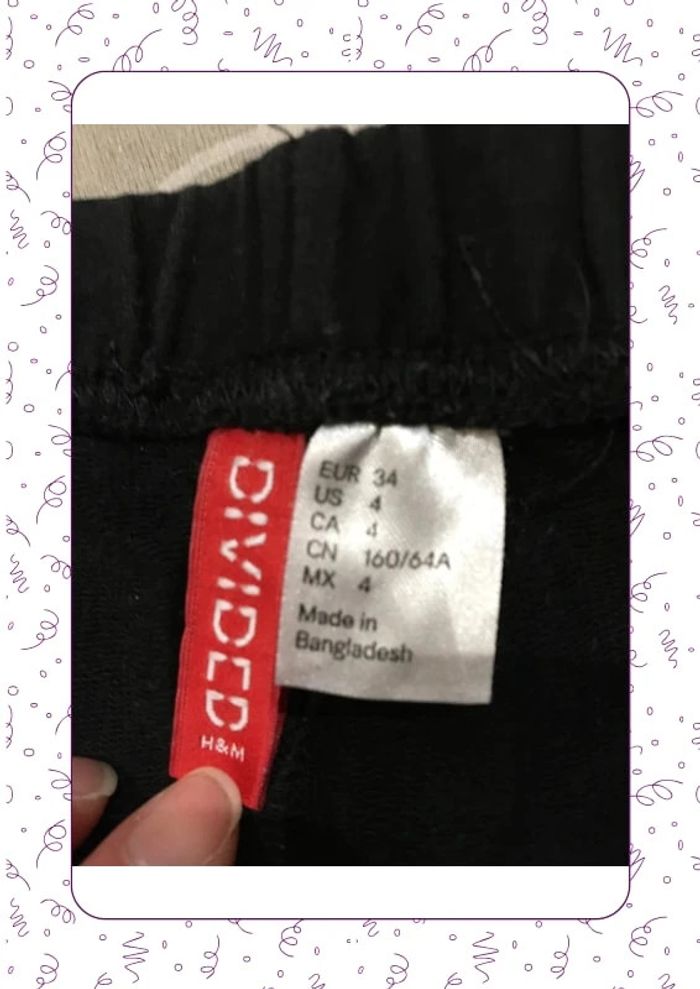 DIVIDED
H&M
EUR 34
US 4
CA 4
CN 160/64A
MX 4
Made in
Bangladesh